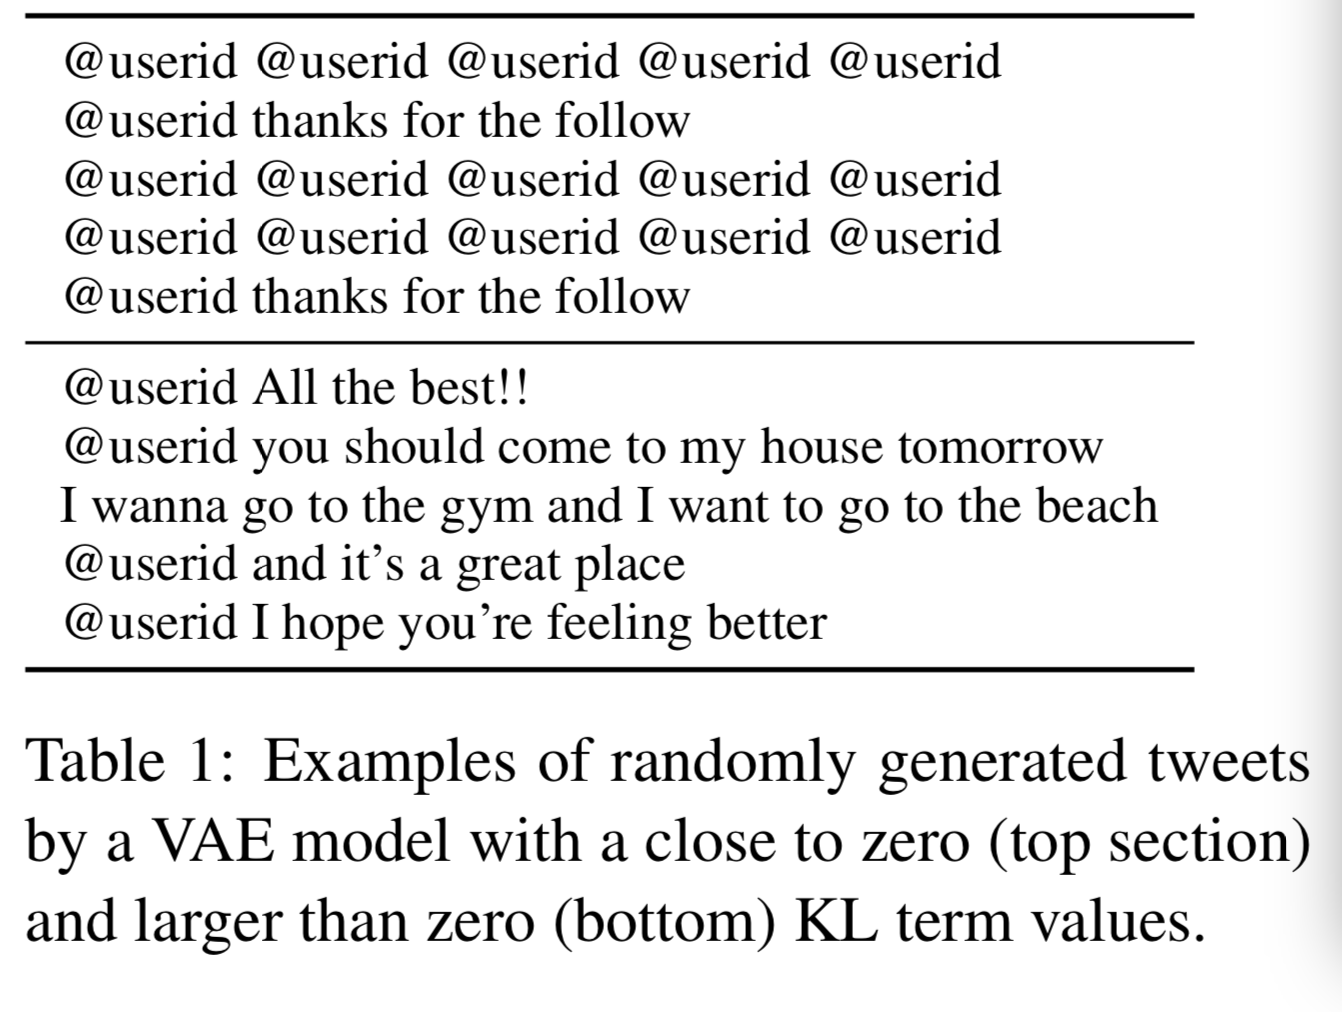 @userid @userid @userid @userid @userid
@userid thanks for the follow
@userid @userid @userid @userid @userid
@userid @userid @userid @userid @userid
@userid thanks for the follow
@userid All the best!!
@userid you should come to my house tomorrow
I wanna go to the gym and I want to go to the beach
@userid and it’s a great place
@userid I hope you’re feeling better
Table 1: Examples of randomly generated tweets
by a VAE model with a close to zero (top section)
and larger than zero (bottom) KL term values.